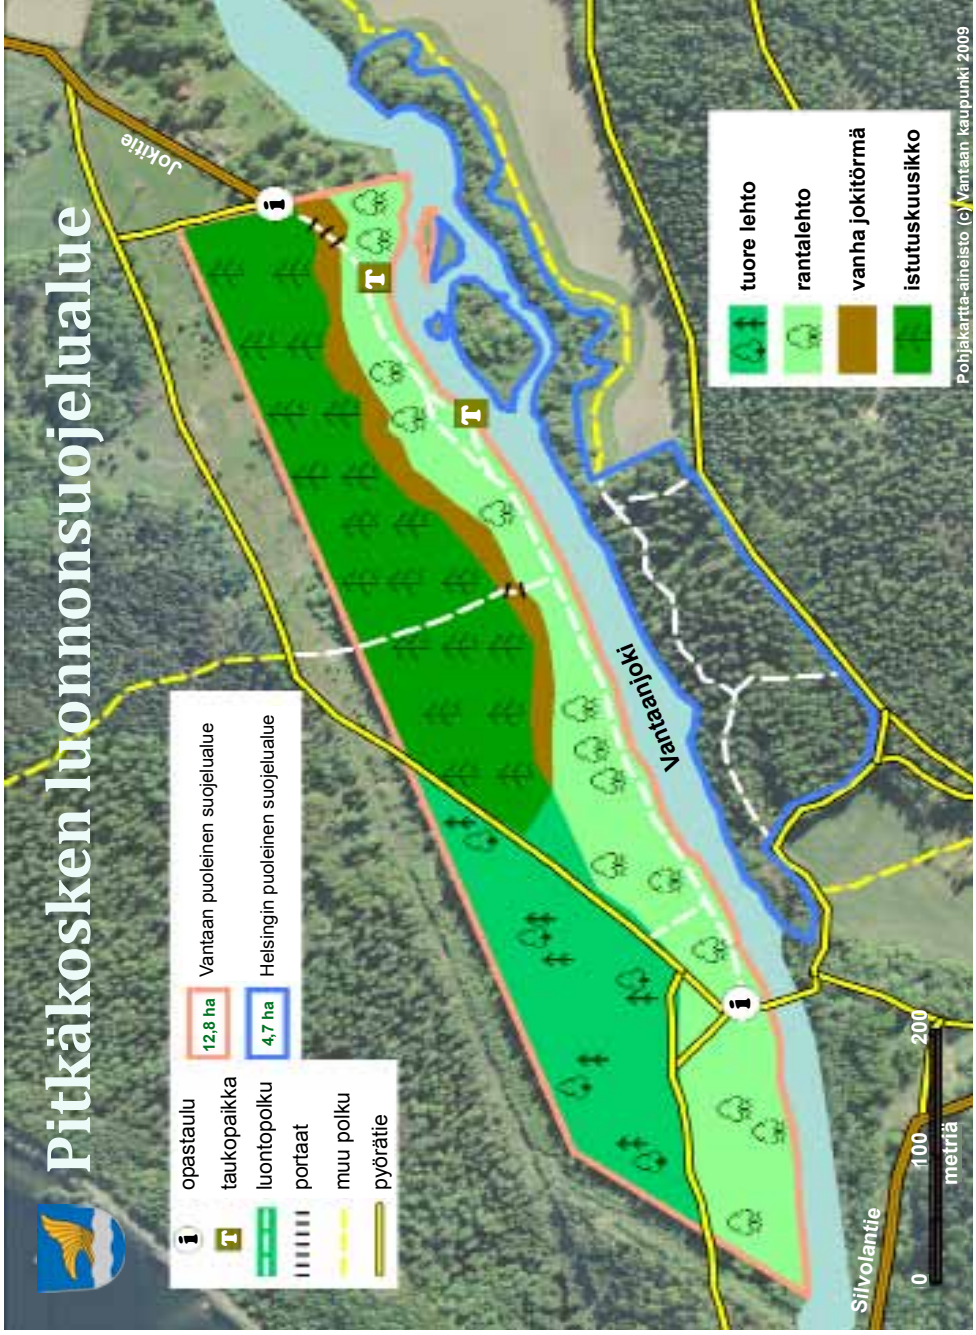 Pitkäkosken luonnonsuojelualue
i opastaulu
T taukopaikka
luontopolku
portaat
muu polku
pyörätie
12,8 ha Vantaan puoleinen suojelualue
4,7 ha Helsingin puoleinen suojelualue
Jokitie
i
T
T
Vantaanjoki
i
Silvolantie
0 100 200
metriä
tuore lehto
rantalehto
vanha jokitörmä
istutuskuusikko
Pohjakartta-aineisto (c) Vantaan kaupunki 2009